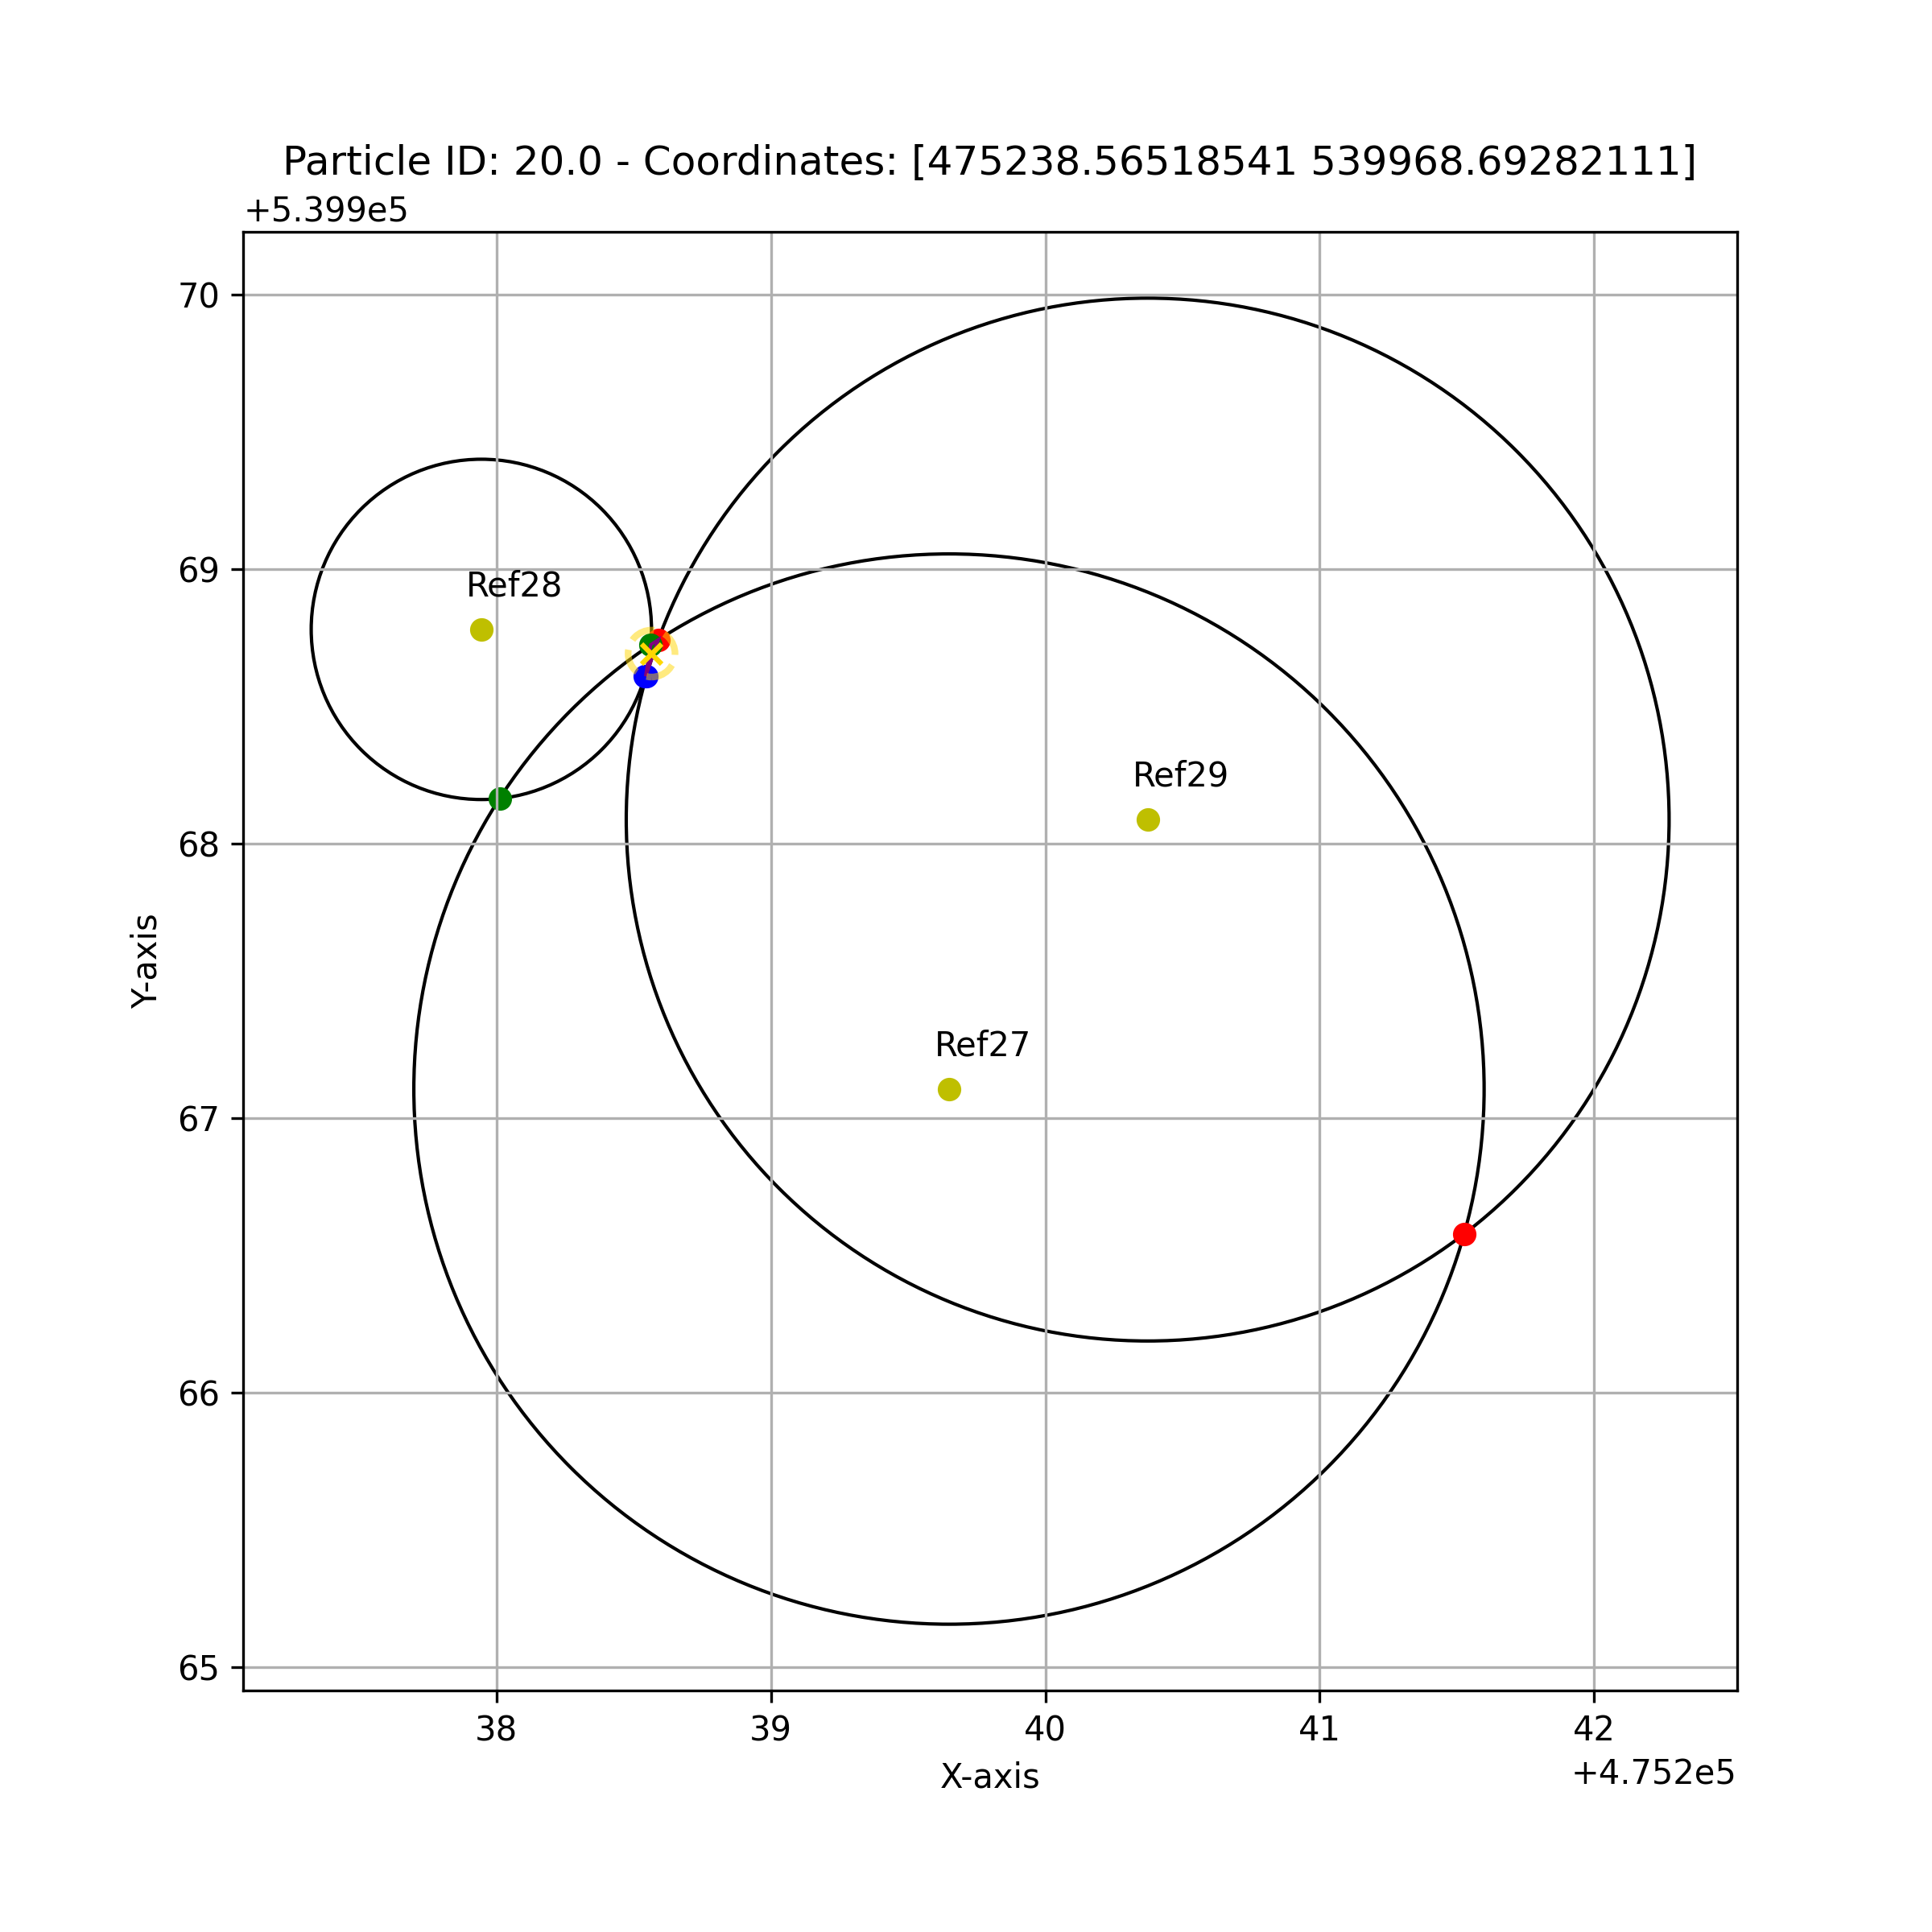 Particle ID: 20.0 - Coordinates: [475238.56518541 539968.69282111]
+5.399e5
70
69
68
67
66
65
Y-axis
Ref28
Ref29
Ref27
38 39 40 41 42
X-axis
+4.752e5